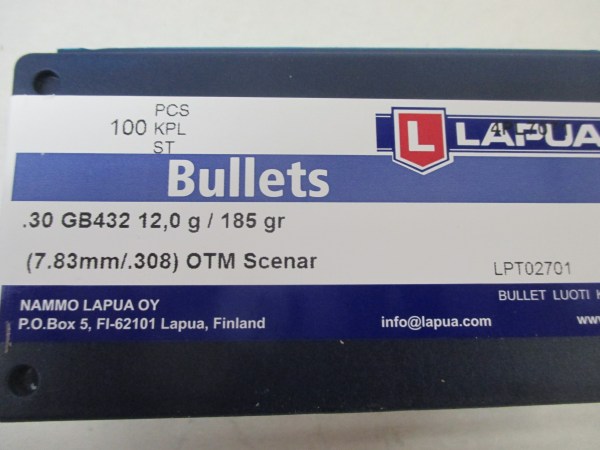 PCS
100 KPL
ST
L LAPUA
Bullets
.30 GB432 12,0 g / 185 gr
(7.83mm/.308) OTM Scenar
LPT02701
BULLET LUOTI
NAMMO LAPUA OY
P.O.Box 5, FI-62101 Lapua, Finland
info@lapua.com
www.